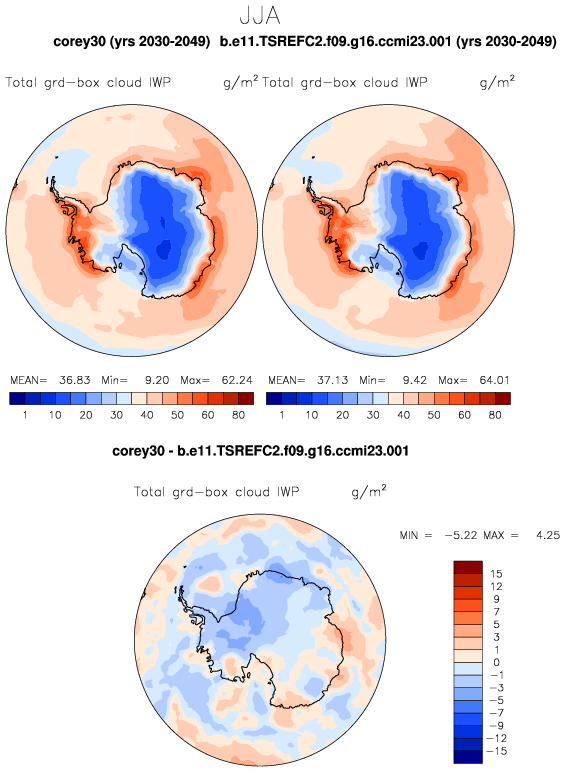 JJA
corey30 (yrs 2030-2049) b.e11.TSREFC2.f09.g16.ccmi23.001 (yrs 2030-2049)
Total grd-box cloud IWP g/m² Total grd-box cloud IWP g/m²
MEAN= 36.83 Min= 9.20 Max= 62.24 MEAN= 37.13 Min= 9.42 Max= 64.01
1 10 20 30 40 50 60 80 1 10 20 30 40 50 60 80
corey30 - b.e11.TSREFC2.f09.g16.ccmi23.001
Total grd-box cloud IWP g/m²
MIN = -5.22 MAX = 4.25
15
12
9
7
5
3
1
0
-1
-3
-5
-7
-9
-12
-15